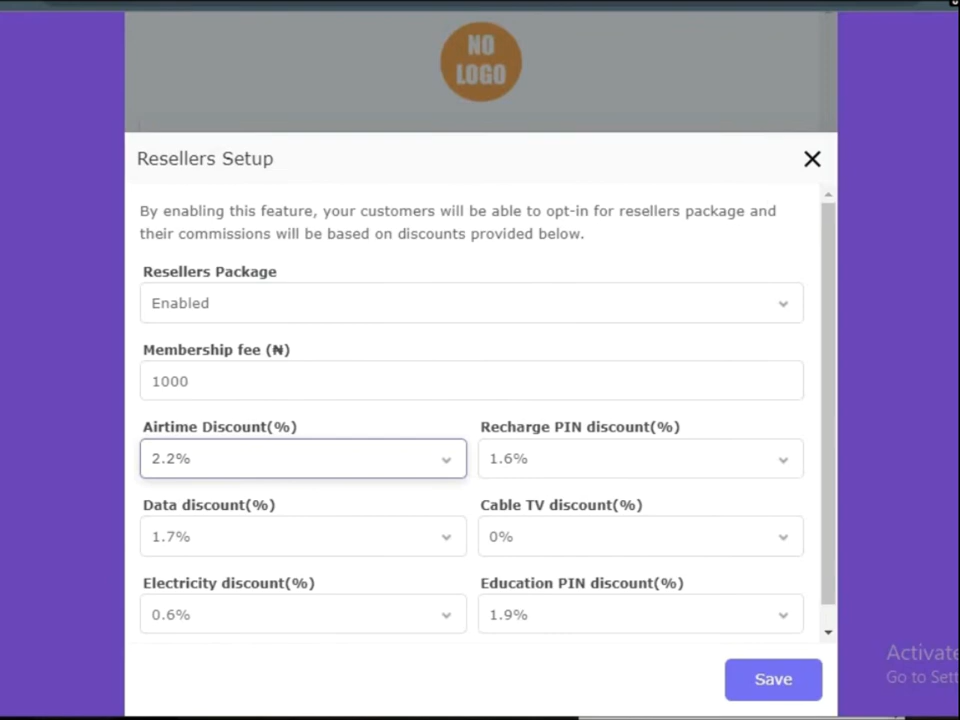 NO
LOGO
Resellers Setup
By enabling this feature, your customers will be able to opt-in for resellers package and
their commissions will be based on discounts provided below.
Resellers Package
Enabled
Membership fee (₦)
1000
Airtime Discount(%)
Recharge PIN discount(%)
2.2%
1.6%
Data discount(%)
Cable TV discount(%)
1.7%
0%
Electricity discount(%)
Education PIN discount(%)
0.6%
1.9%
Save
Activate
Go to Sett